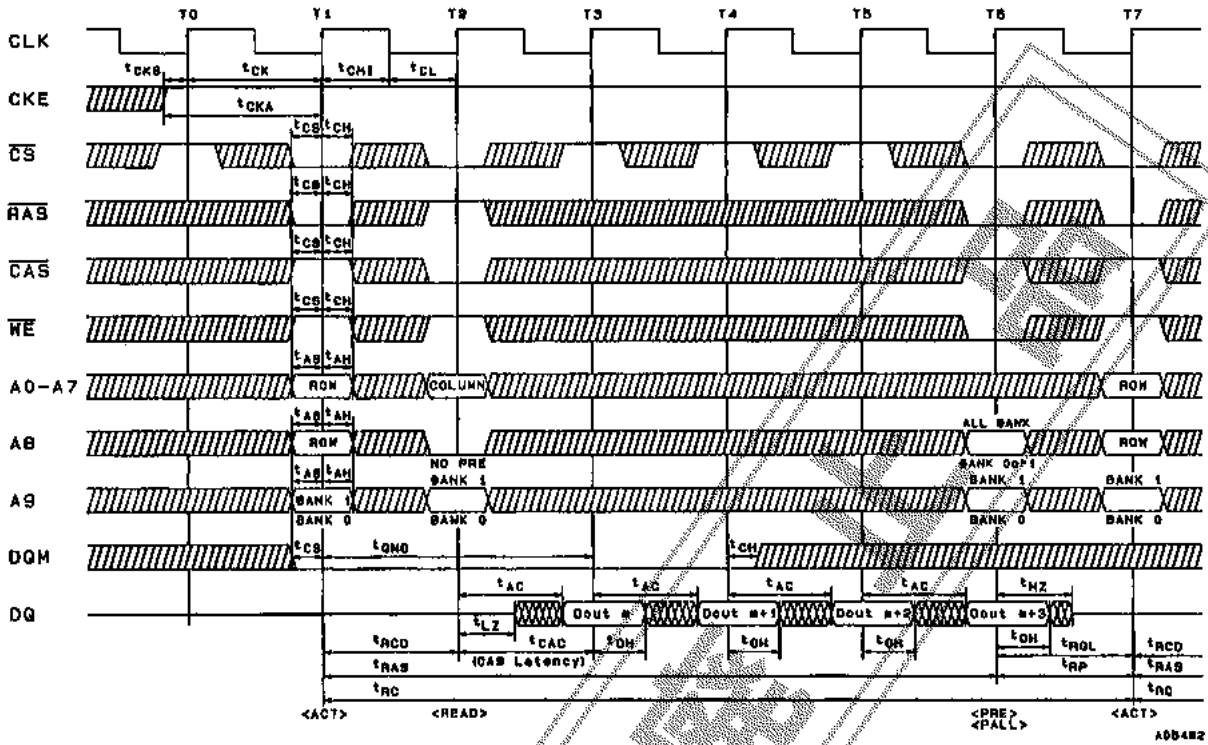 T0 T1 T2 T3 T4 T5 T6 T7
CLK
tCKS tCK tCHI tCL
CKE
tCKA
tCS tCH
CS
tCS tCH
RAS
tCS tCH
CAS
tCS tCH
WE
tAS tAH
A0-A7 ROW COLUMN ROW
tAS tAH ALL BANK
A8 ROW ROW
NO PRE BANK 0or1
tAS tAH BANK 1 BANK 1 BANK 1
A9 BANK 1
BANK 0 BANK 0 BANK 0 BANK 0
DQM tCS tQMD tCH
tAC tAC tAC tAC tHZ
DQ Dout m Dout m+1 Dout m+2 Dout m+3
tLZ
tRCD tCAC tOH tOH tOH tOH tRQL tRCD
(CAS Latency)
tRAS tRP tRAS
tRC tRC
<ACT> <READ> <PRE> <ACT>
<PALL>